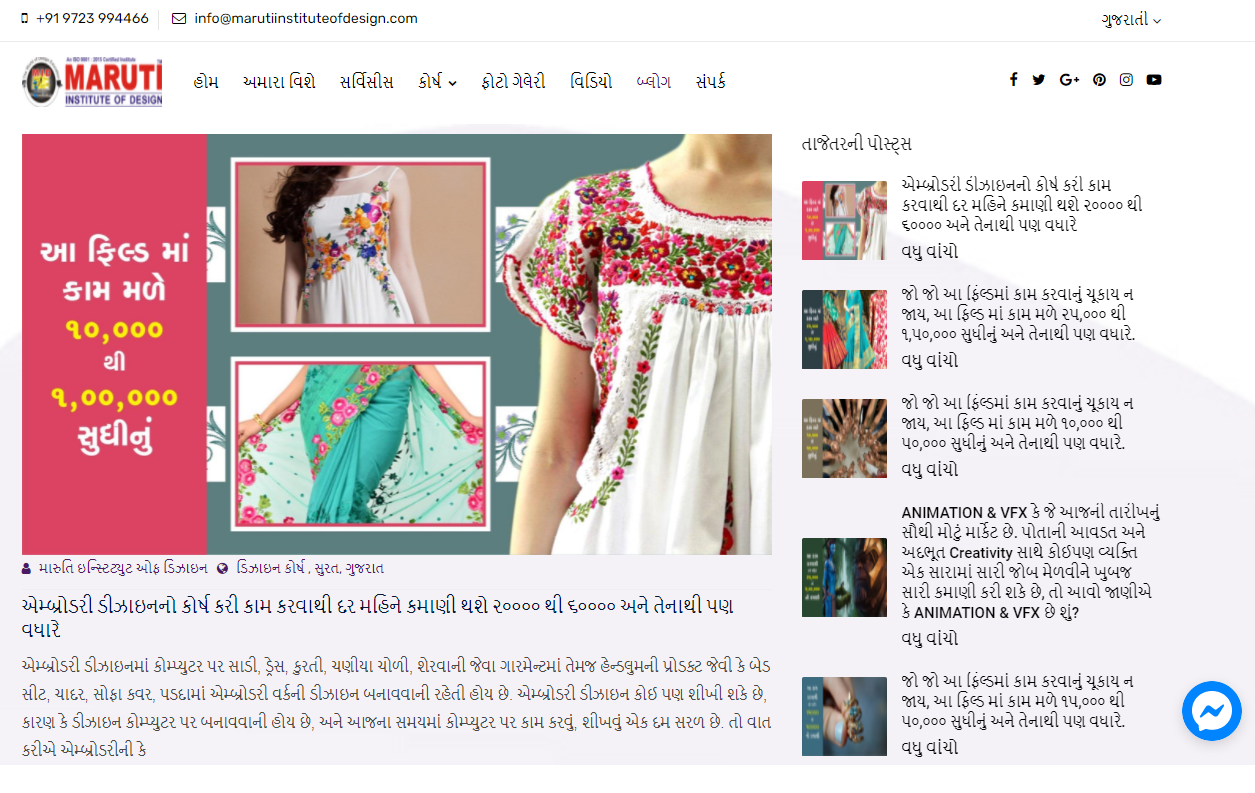 +91 9723 994466
info@marutiinstituteofdesign.com
ગુજરાતી
An ISO 9001 : 2015 Certified Institute
MARUTI
INSTITUTE OF DESIGN
હોમ
અમારા વિશે
સર્વિસીસ
કોર્ષ
ફોટો ગેલેરી
વિડિયો
બ્લોગ
સંપર્ક
આ ફિલ્ડ માં
કામ મળે
૧૦,૦૦૦
થી
૧,૦૦,૦૦૦
સુધીનું
મારુતિ ઇન્સ્ટિટ્યુટ ઓફ ડિઝાઇન
ડિઝાઇન કોર્ષ , સુરત, ગુજરાત
એમ્બ્રોડરી ડીઝાઇનનો કોર્ષ કરી કામ કરવાથી દર મહિને કમાણી થશે ૨૦૦૦૦ થી ૬૦૦૦૦ અને તેનાથી પણ
વધારે
એમ્બ્રોડરી ડીઝાઇનમાં કોમ્પ્યુટર પર સાડી, ડ્રેસ, કુરતી, ચણીયા ચોળી, શેરવાની જેવા ગારમેન્ટમાં તેમજ હેન્ડલુમની પ્રોડક્ટ જેવી કે બેડ
સીટ, ચાદર, સોફા કવર, પડદામાં એમ્બ્રોડરી વર્કની ડીઝાઇન બનાવવાની રહેતી હોય છે. એમ્બ્રોડરી ડીઝાઇન કોઈ પણ શીખી શકે છે,
કારણ કે ડીઝાઇન કોમ્પ્યુટર પર બનાવવાની હોય છે, અને આજના સમયમાં કોમ્પ્યુટર પર કામ કરવું, શીખવું એક દમ સરળ છે. તો વાત
કરીએ એમ્બ્રોડરીની કે
તાજેતરની પોસ્ટ્સ
એમ્બ્રોડરી ડીઝાઇનનો કોર્ષ કરી કામ
કરવાથી દર મહિને કમાણી થશે ૨૦૦૦૦ થી
૬૦૦૦૦ અને તેનાથી પણ વધારે
વધુ વાંચો
જો જો આ ફિલ્ડમાં કામ કરવાનું ચૂકાય ન
જાય, આ ફિલ્ડ માં કામ મળે ૨૫,૦૦૦ થી
૧,૫૦,૦૦૦ સુધીનું અને તેનાથી પણ વધારે.
વધુ વાંચો
જો જો આ ફિલ્ડમાં કામ કરવાનું ચૂકાય ન
જાય, આ ફિલ્ડ માં કામ મળે ૧૦,૦૦૦ થી
૫૦,૦૦૦ સુધીનું અને તેનાથી પણ વધારે.
વધુ વાંચો
ANIMATION & VFX કે જે આજની તારીખનું
સૌથી મોટું માર્કેટ છે. પોતાની આવડત અને
અદભૂત Creativity સાથે કોઈપણ વ્યક્તિ
એક સારામાં સારી જોબ મેળવીને ખુબજ
સારી કમાણી કરી શકે છે, તો આવો જાણીએ
કે ANIMATION & VFX છે શું?
વધુ વાંચો
જો જો આ ફિલ્ડમાં કામ કરવાનું ચૂકાય ન
જાય, આ ફિલ્ડ માં કામ મળે ૧૫,૦૦૦ થી
૫૦,૦૦૦ સુધીનું અને તેનાથી પણ વધારે.
વધુ વાંચો